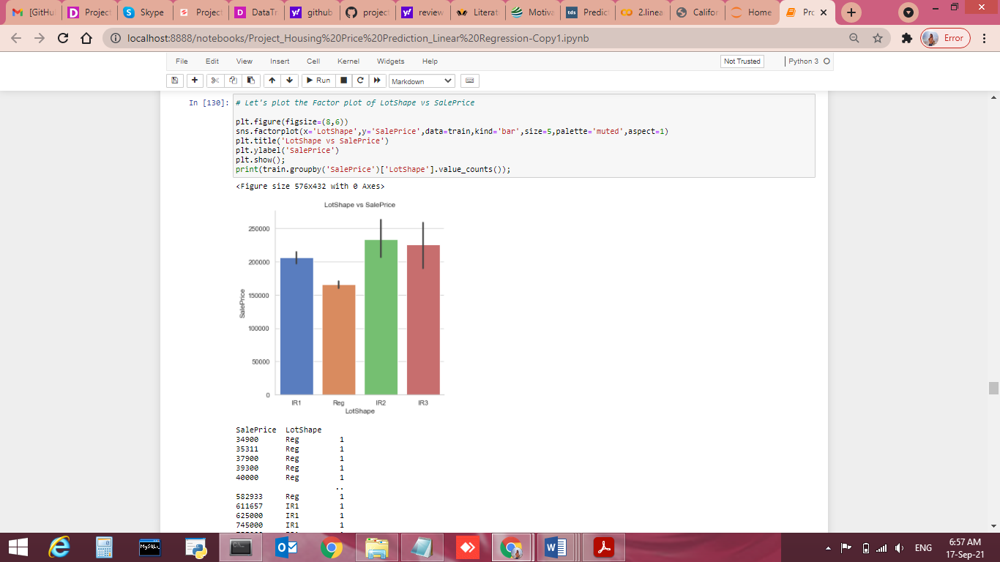 [GitHu
Project
Skype
Project
DataTr
github
project
review
Literat
Motiva
Predic
2.linea
Califor
Home
Prc
localhost:8888/notebooks/Project_Housing%20Price%20Prediction_Linear%20Regression-Copy1.ipynb
Error
File Edit View Insert Cell Kernel Widgets Help
Not Trusted
Python 3
Run
Markdown
In [130]:
# Let's plot the Factor plot of LotShape vs SalePrice
plt.figure(figsize=(8,6))
sns.factorplot(x='LotShape',y='SalePrice',data=train,kind='bar',size=5,palette='muted',aspect=1)
plt.title('LotShape vs SalePrice')
plt.ylabel('SalePrice')
plt.show();
print(train.groupby('SalePrice')['LotShape'].value_counts());
<Figure size 576x432 with 0 Axes>
LotShape vs SalePrice
250000
200000
150000
100000
50000
0
SalePrice
IR1 Reg IR2 IR3
LotShape
SalePrice LotShape
34900 Reg 1
35311 Reg 1
37900 Reg 1
39300 Reg 1
40000 Reg 1
..
582933 Reg 1
611657 IR1 1
625000 IR1 1
745000 IR1 1
ENG
6:57 AM
17-Sep-21